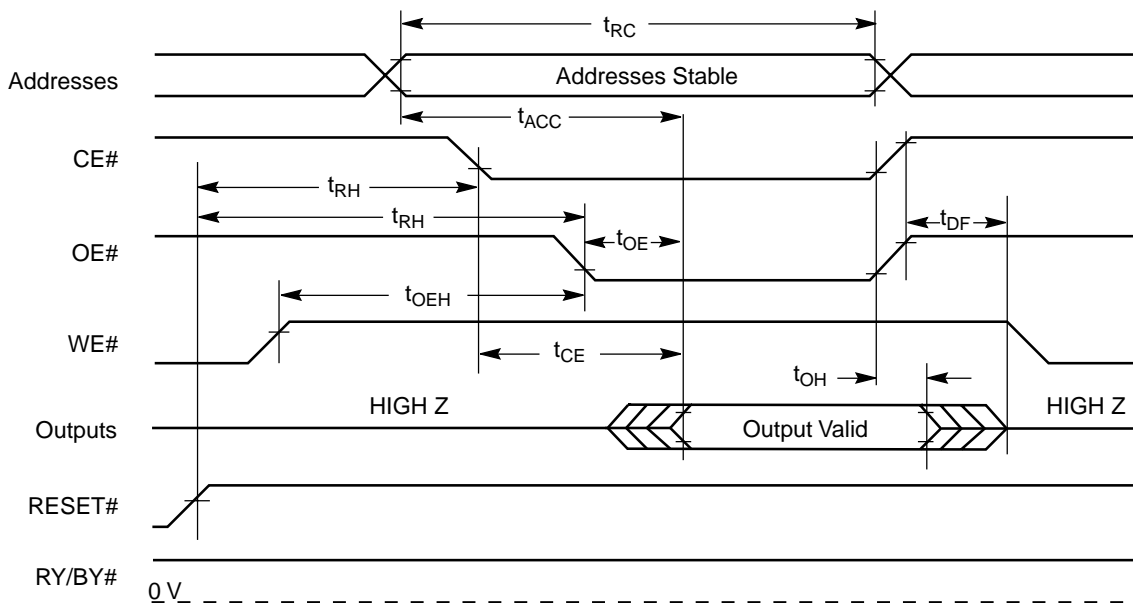 tRC
Addresses
Addresses Stable
tACC
CE#
tRH
tRH
tOE
tDF
OE#
tOEH
WE#
tCE
tOH
HIGH Z
HIGH Z
Outputs
Output Valid
RESET#
RY/BY#
0 V